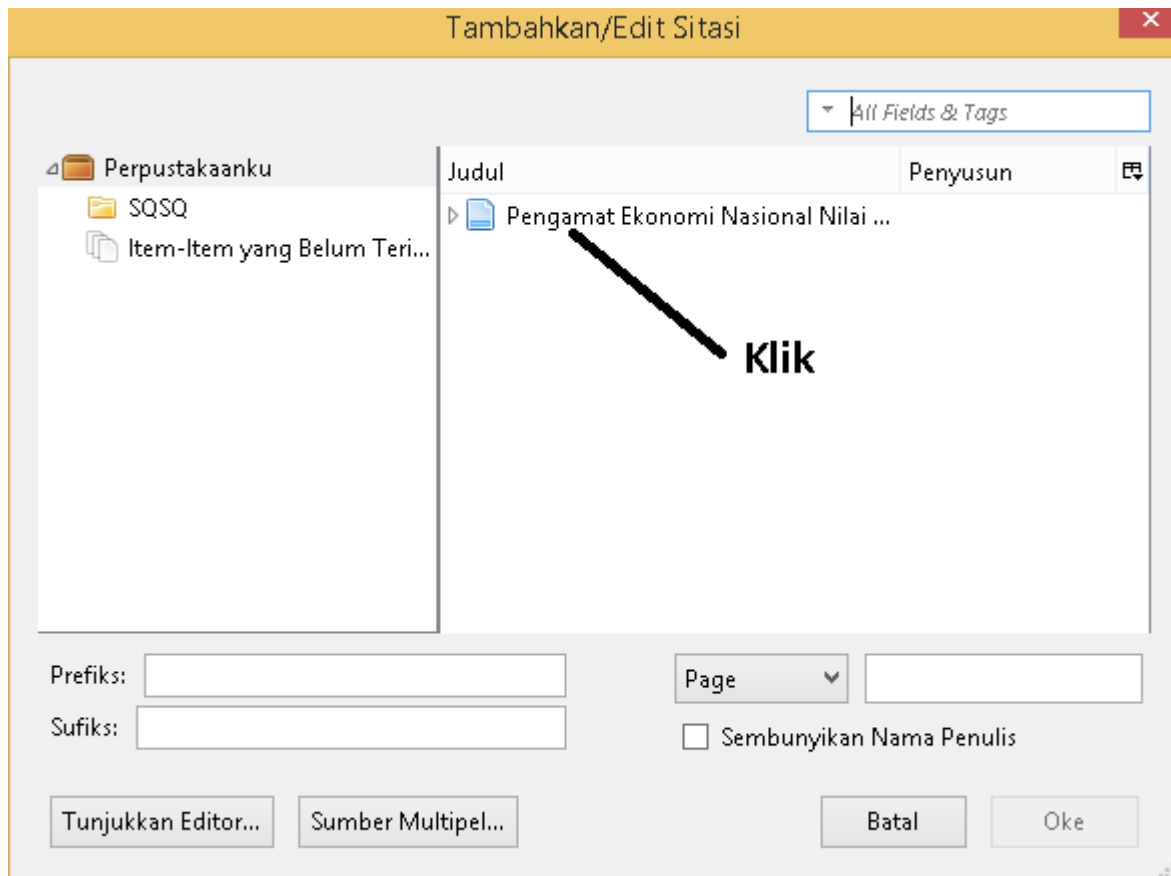 Tambahkan/Edit Sitasi
All Fields & Tags
Perpustakaanku
SQSQ
Item-Item yang Belum Teri...
Judul
Penyusun
Pengamat Ekonomi Nasional Nilai ...
Klik
Prefiks:
Page
Sufiks:
Sembunyikan Nama Penulis
Tunjukkan Editor...
Sumber Multipel...
Batal
Oke